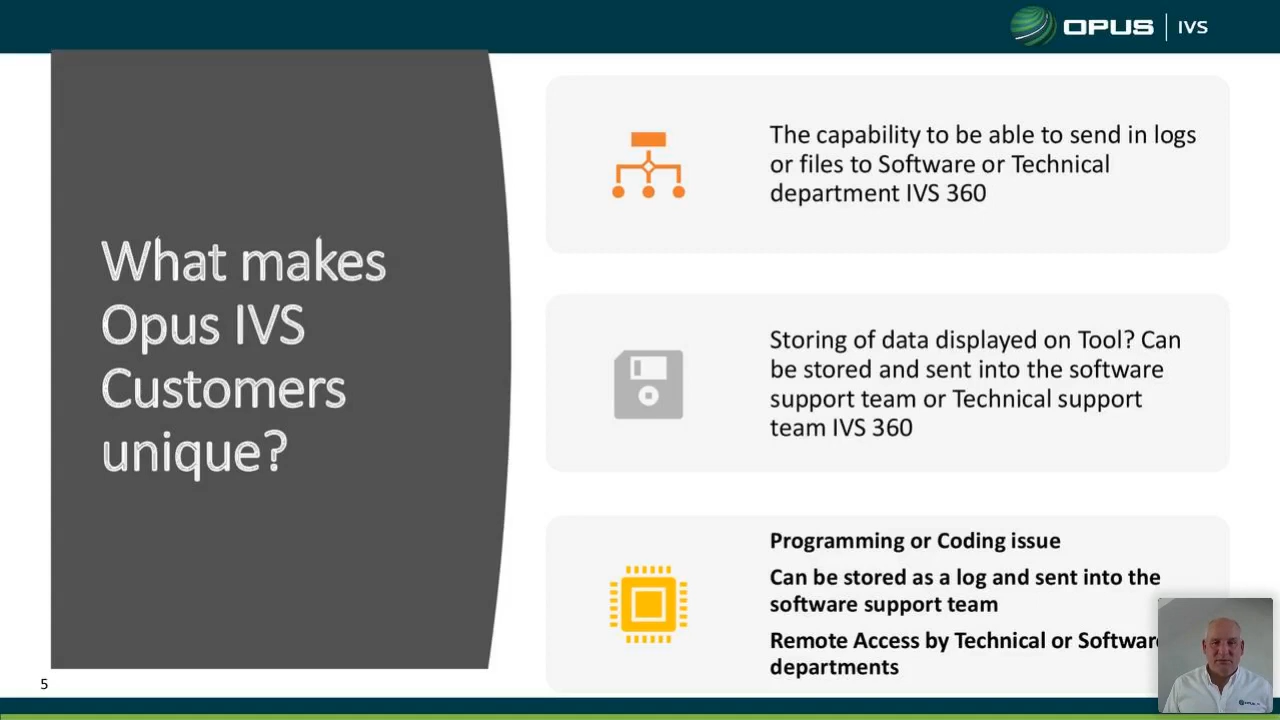 OPUS IVS
What makes
Opus IVS
Customers
unique?
The capability to be able to send in logs
or files to Software or Technical
department IVS 360
Storing of data displayed on Tool? Can
be stored and sent into the software
support team or Technical support
team IVS 360
Programming or Coding issue
Can be stored as a log and sent into the
software support team
Remote Access by Technical or Software
departments
5